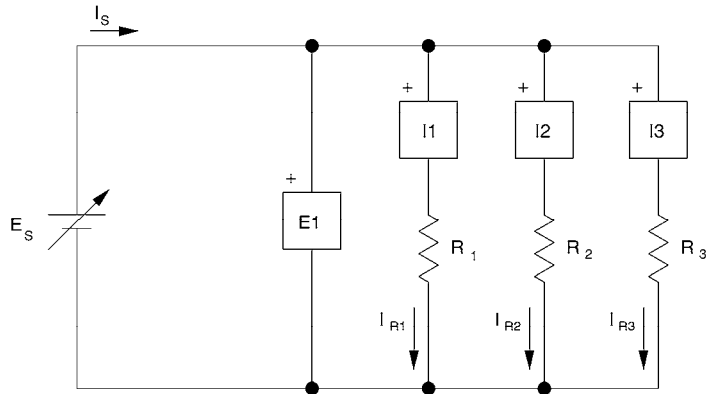 I S
+ + +
I1 I2 I3
+
E1
E S
R 1 R 2 R 3
I R1 I R2 I R3